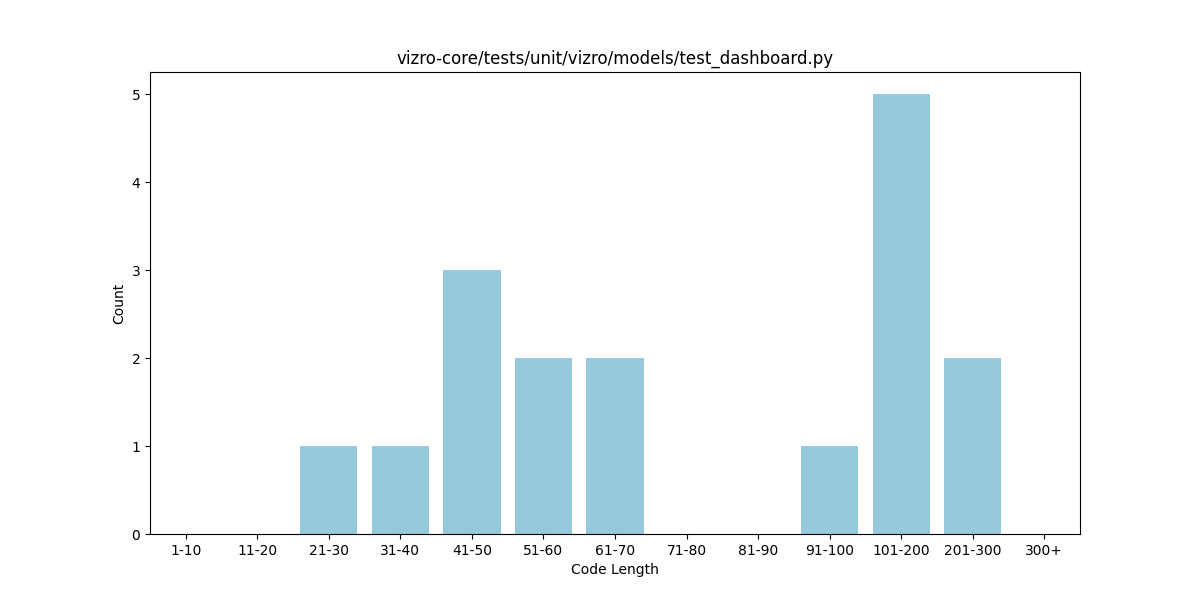 vizro-core/tests/unit/vizro/models/test_dashboard.py
5
4
3
2
1
0
Count
1-10 11-20 21-30 31-40 41-50 51-60 61-70 71-80 81-90 91-100 101-200 201-300 300+
Code Length